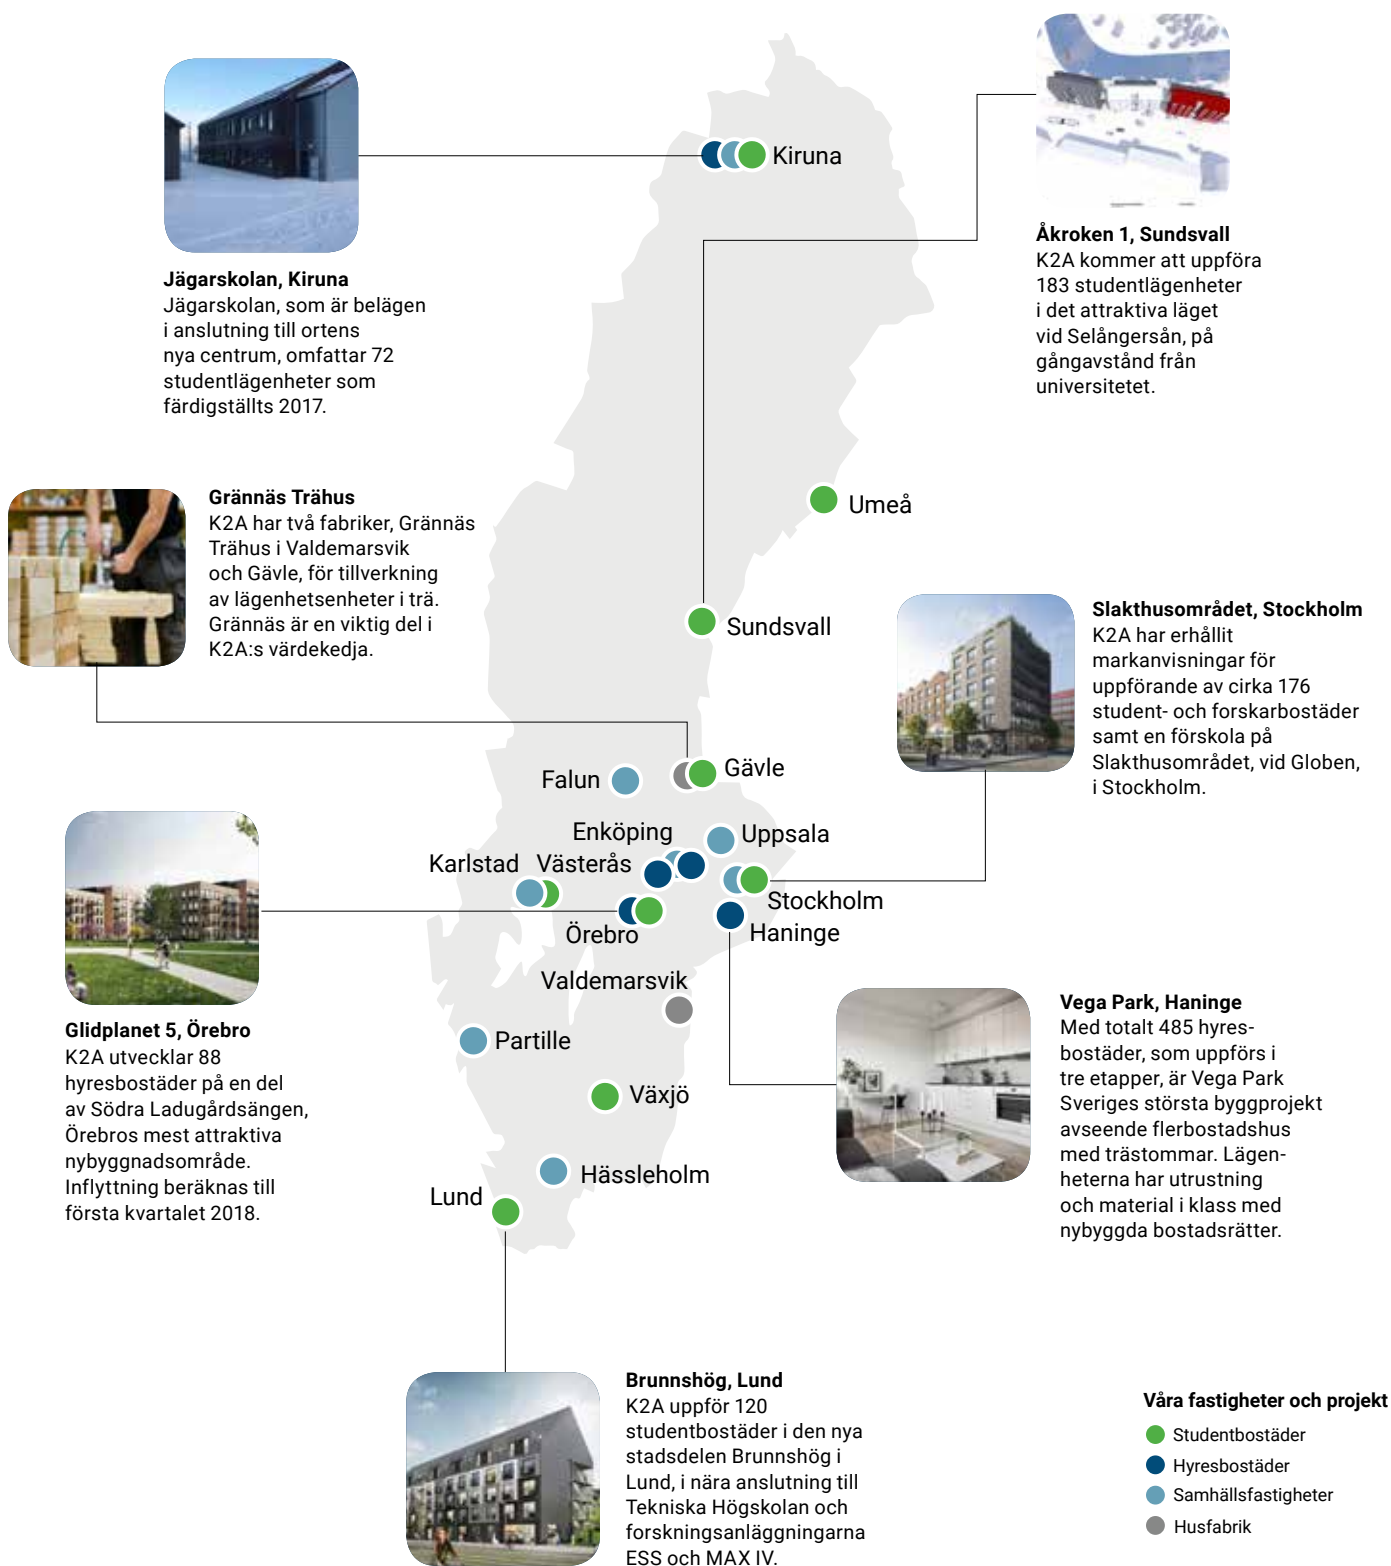 Kiruna
Jägarskolan, Kiruna
Jägarskolan, som är belägen
i anslutning till ortens
nya centrum, omfattar 72
studentlägenheter som
färdigställts 2017.
Åkroken 1, Sundsvall
K2A kommer att uppföra
183 studentlägenheter
i det attraktiva läget
vid Selångersån, på
gångavstånd från
universitetet.
Grännäs Trähus
K2A har två fabriker, Grännäs
Trähus i Valdemarsvik
och Gävle, för tillverkning
av lägenhetsenheter i trä.
Grännäs är en viktig del i
K2A:s värdekedja.
Umeå
Sundsvall
Slakthusområdet, Stockholm
K2A har erhållit
markanvisningar för
uppförande av cirka 176
student- och forskarbostäder
samt en förskola på
Slakthusområdet, vid Globen,
i Stockholm.
Gävle
Falun
Enköping
Uppsala
Karlstad
Västerås
Stockholm
Örebro
Haninge
Valdemarsvik
Partille
Växjö
Hässleholm
Lund
Glidplanet 5, Örebro
K2A utvecklar 88
hyresbostäder på en del
av Södra Ladugårdsängen,
Örebros mest attraktiva
nybyggnadsområde.
Inflyttning beräknas till
första kvartalet 2018.
Vega Park, Haninge
Med totalt 485 hyres-
bostäder, som uppförs i
tre etapper, är Vega Park
Sveriges största byggprojekt
avseende flerbostadshus
med trästommar. Lägen-
heterna har utrustning
och material i klass med
nybyggda bostadsrätter.
Brunnshög, Lund
K2A uppför 120
studentbostäder i den nya
stadsdelen Brunnshög i
Lund, i nära anslutning till
Tekniska Högskolan och
forskningsanläggningarna
ESS och MAX IV.
Våra fastigheter och projekt
Studentbostäder
Hyresbostäder
Samhällsfastigheter
Husfabrik